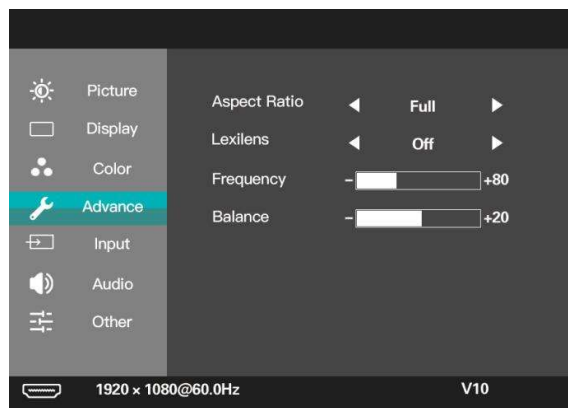 Picture
Display
Color
Advance
Input
Audio
Other
Aspect Ratio Full
Lexilens Off
Frequency - +80
Balance - +20
1920 × 1080@60.0Hz V10